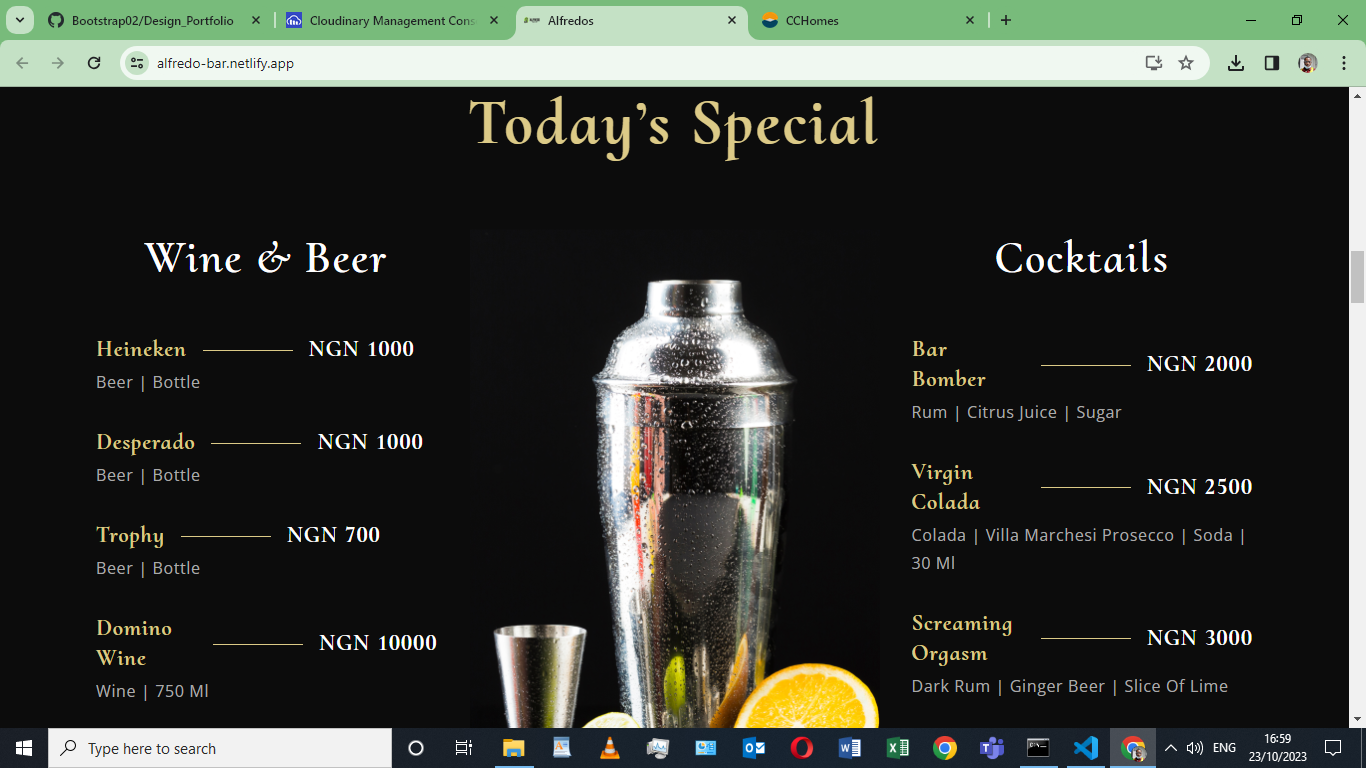 Bootstrap02/Design_Portfolio
Cloudinary Management Cons
Alfredos
CCHomes
alfredo-bar.netlify.app
Today's Special
Wine & Beer
Heineken NGN 1000
Beer | Bottle
Desperado NGN 1000
Beer | Bottle
Trophy NGN 700
Beer | Bottle
Domino
Wine
NGN 10000
Wine | 750 Ml
Cocktails
Bar
Bomber
NGN 2000
Rum | Citrus Juice | Sugar
Virgin
Colada
NGN 2500
Colada | Villa Marchesi Prosecco | Soda |
30 Ml
Screaming
Orgasm
NGN 3000
Dark Rum | Ginger Beer | Slice Of Lime
Type here to search
ENG
16:59
23/10/2023